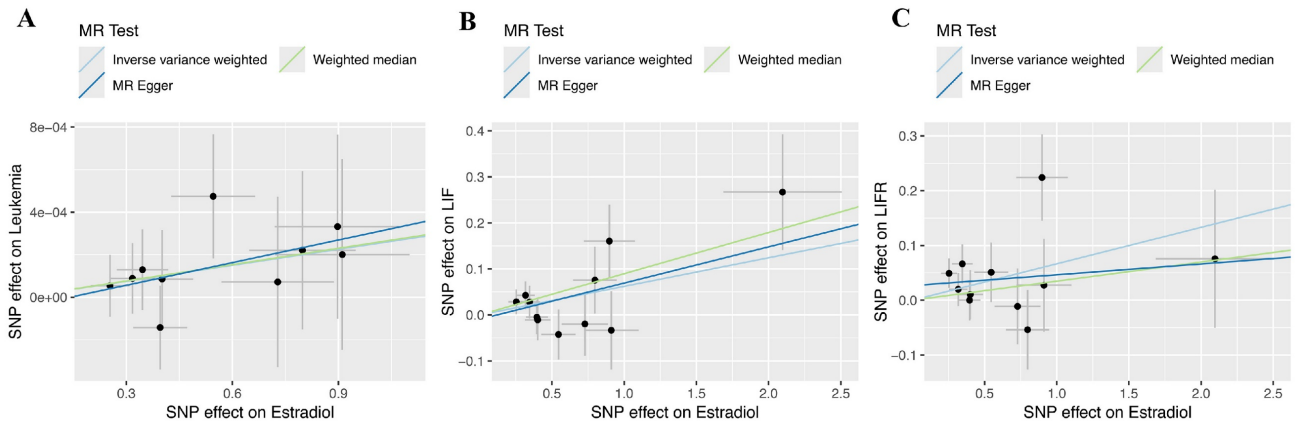 A
MR Test
Inverse variance weighted
Weighted median
MR Egger
SNP effect on Leukemia
8e−04
4e−04
0e+00
0.3
0.6
0.9
SNP effect on Estradiol
B
MR Test
Inverse variance weighted
Weighted median
MR Egger
SNP effect on LIF
0.4
0.3
0.2
0.1
0.0
−0.1
0.5
1.0
1.5
2.0
2.5
SNP effect on Estradiol
C
MR Test
Inverse variance weighted
Weighted median
MR Egger
SNP effect on LIFR
0.3
0.2
0.1
0.0
−0.1
0.5
1.0
1.5
2.0
2.5
SNP effect on Estradiol